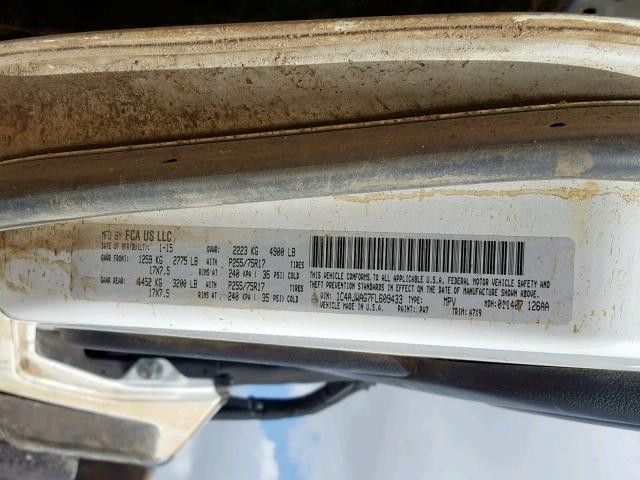 MFD BY FCA US LLC
DATE OF MFR/BUILT): 1-15 GVWR: 2223 KG 4900 LB
GAWR FRONT: 1259 KG 2775 LB WITH P255/75R17 TIRES
17X7.5 RIMS AT 240 KPA ( 35 PSI) COLD
GAWR REAR: 1452 KG 3200 LB WITH P255/75R17 TIRES
17X7.5 RIMS AT 240 KPA ( 35 PSI) COLD
THIS VEHICLE CONFORMS TO ALL U.S.A. FEDERAL MOTOR VEHICLE SAFETY AND
THEFT PREVENTION STANDARDS IN EFFECT ON THE DATE OF MANUFACTURE SHOWN ABOVE.
VIN: 1C4AJWAG7FL609433 TYPE: MPV MDH: 011407 126AA
VEHICLE MADE IN U.S.A. PAINT: PW7 TRIM: A7X9